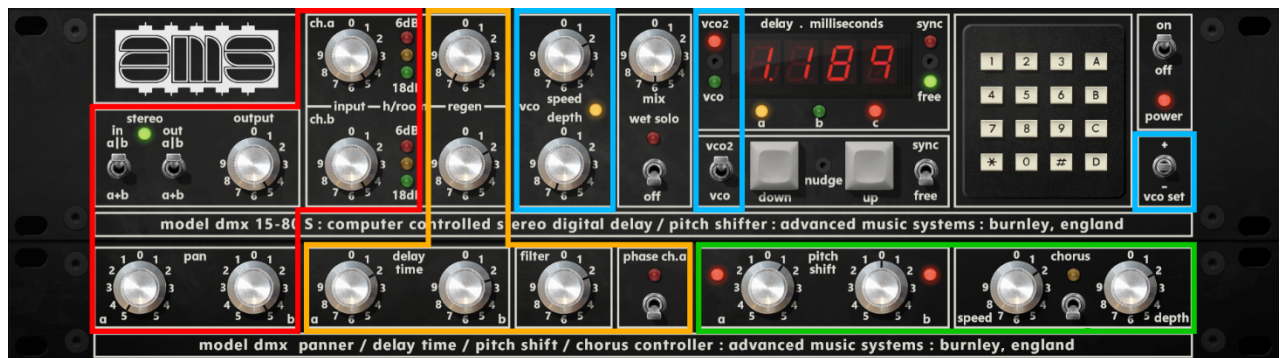 ams
ch.a 6dB
18dB
input h/room regen
ch.b 6dB
18dB
stereo
in out output
a|b a|b
a+b a+b
vco speed
depth
mix
wet solo
off
vco2 delay . milliseconds sync
1.189
vco free
a b c
vco2 sync
nudge
vco down up free
1 2 3 A
4 5 6 B
7 8 9 C
* 0 # D
on
off
power
+
-
vco set
model dmx 15-80 S : computer controlled stereo digital delay / pitch shifter : advanced music systems : burnley, england
pan
a b
delay
time
filter
phase ch.a
pitch
shift
a b
chorus
speed depth
model dmx panner / delay time / pitch shift / chorus controller : advanced music systems : burnley, england